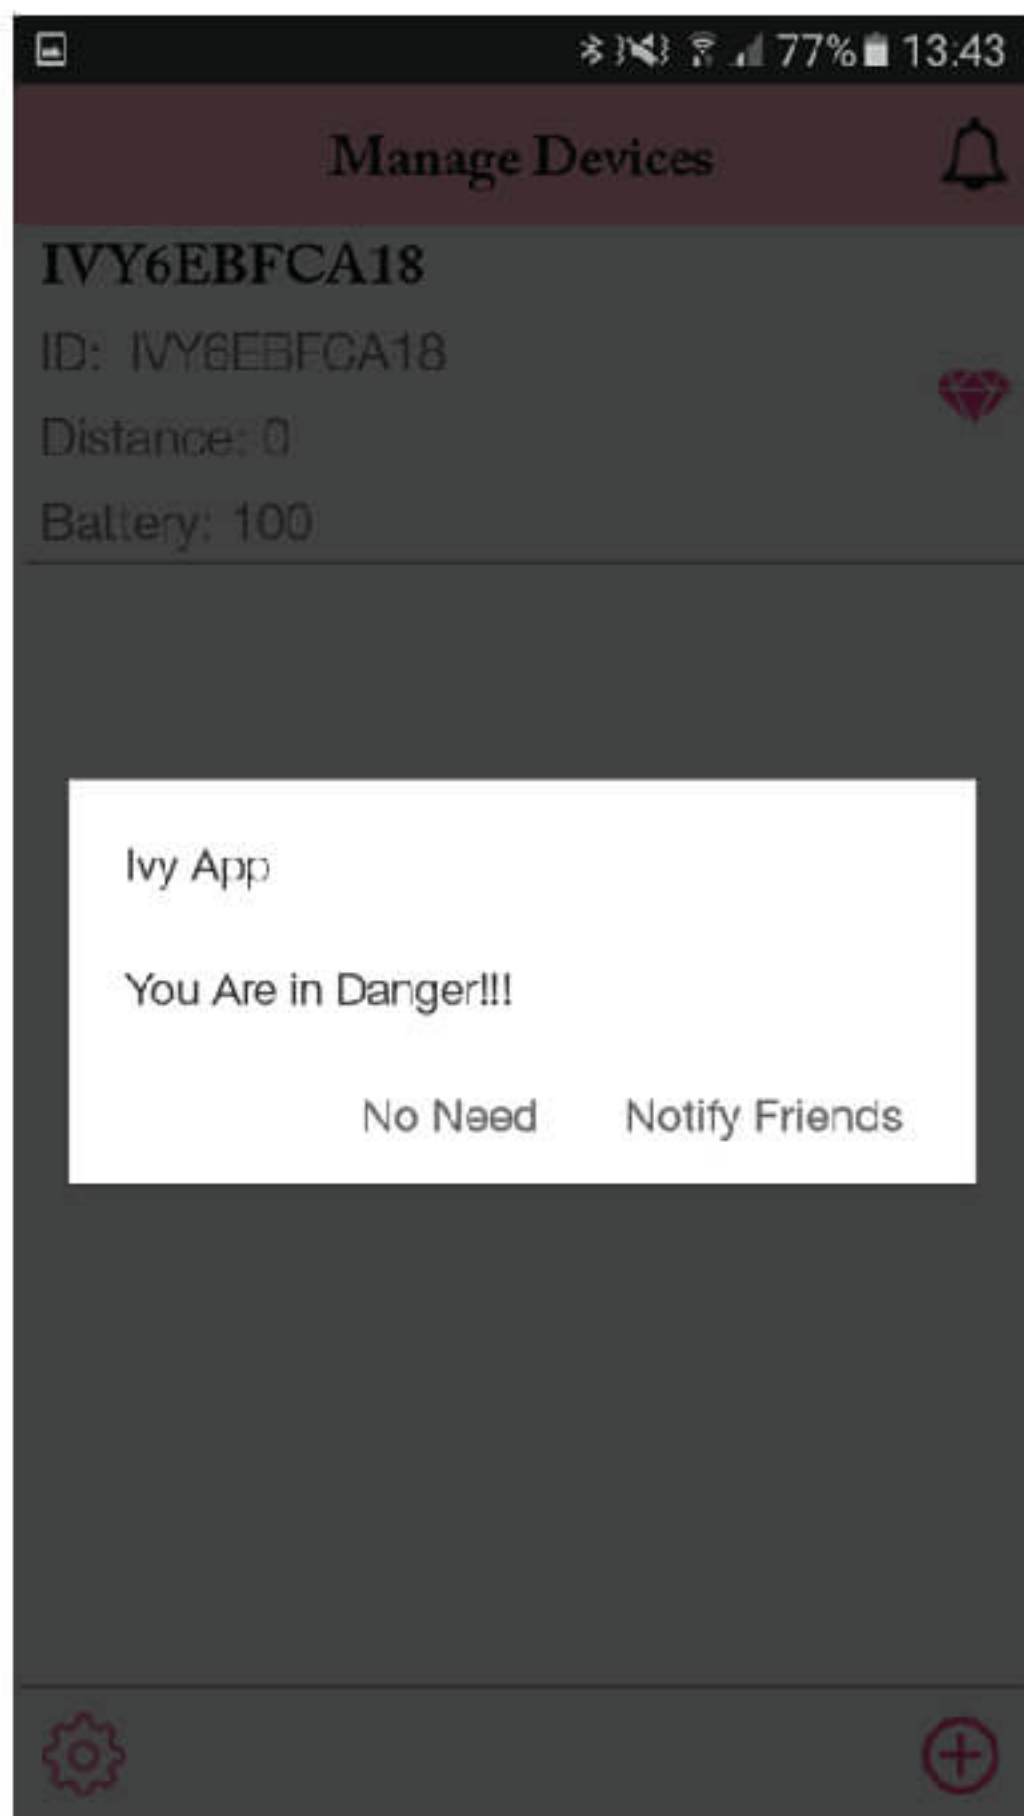 77% 13:43
Manage Devices
IVY6EBFCA18
ID: IVY6EBFCA18
Distance: 0
Battery: 100
Ivy App
You Are in Danger!!!
No Need Notify Friends